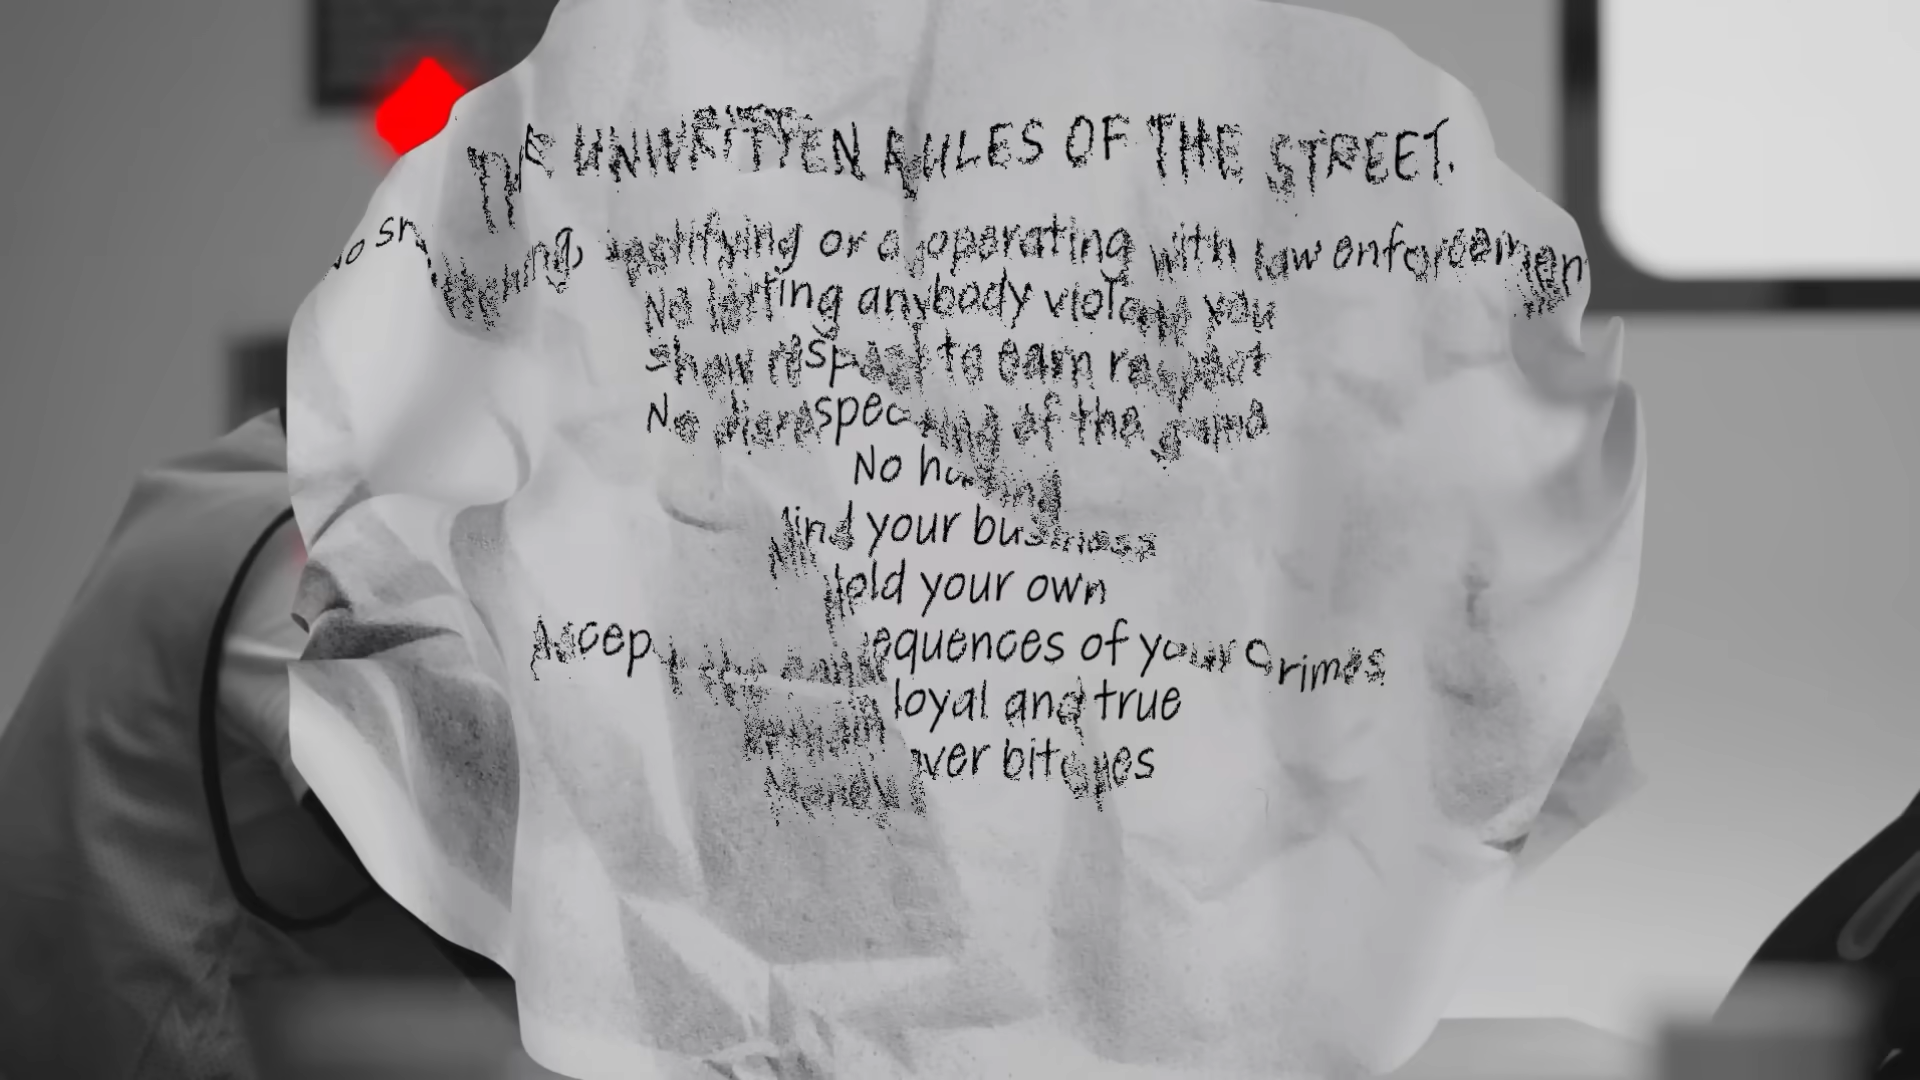 THE UNWRITTEN RULES OF THE STREET.
No snitching, testifying or cooperating with law enforcement
No letting anybody violate you
show respect to earn respect
No disrespecting of the game
No hating
Mind your business
Hold your own
Accept the consequences of your crimes
Remain loyal and true
Money over bitches